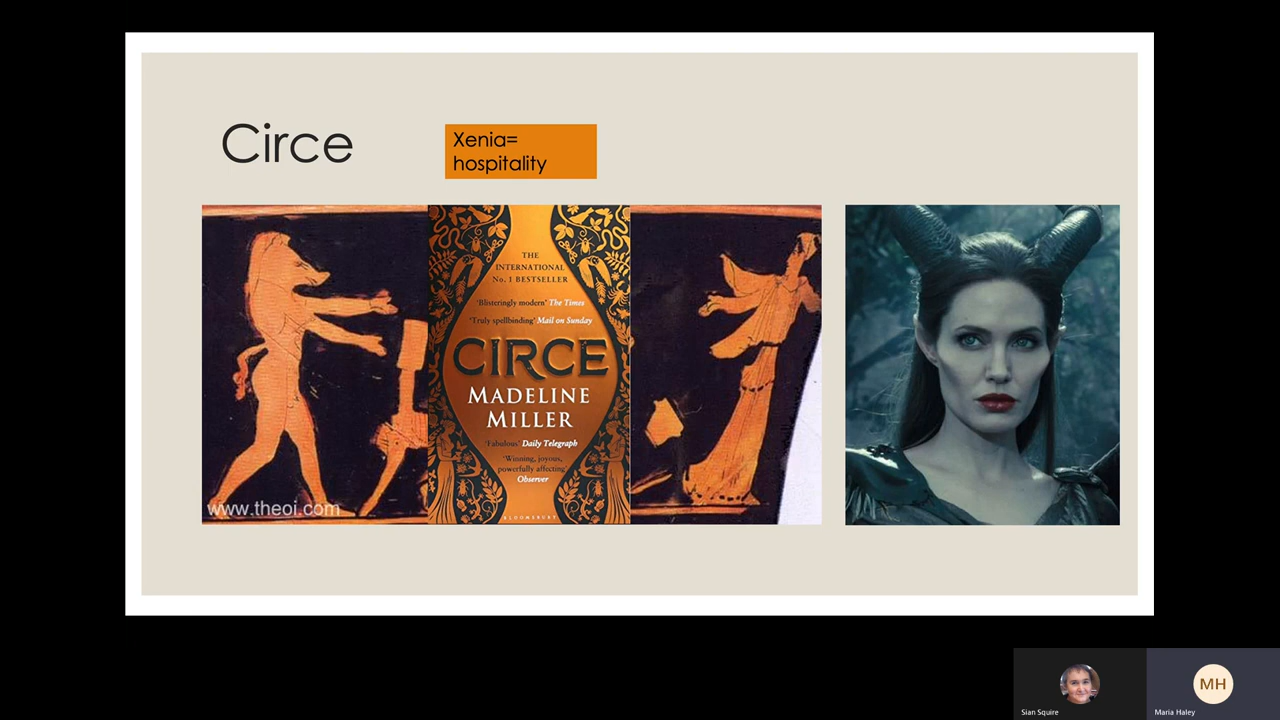 Circe
Xenia=
hospitality
THE
INTERNATIONAL
No. 1 BESTSELLER
'Blisteringly modern' The Times
'Truly spellbinding' Mail on Sunday
CIRCE
MADELINE
MILLER
'Fabulous' Daily Telegraph
'Winning, joyous,
powerfully affecting'
Observer
BLOOMSBURY
www.theoi.com
MH
Sian Squire
Maria Haley